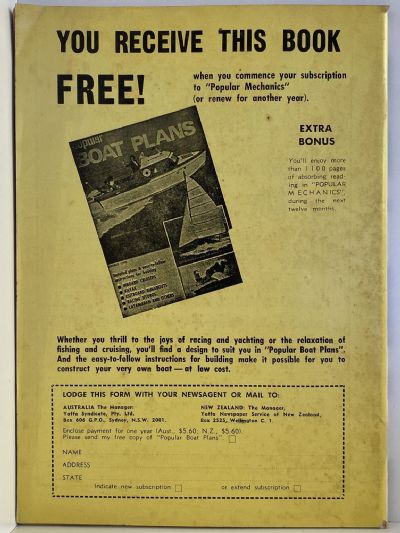 YOU RECEIVE THIS BOOK
FREE!
when you commence your subscription
to "Popular Mechanics"
(or renew for another year).
EXTRA
BONUS
You'll enjoy more
than 1100 pages
of absorbing read-
ing in "POPULAR
MECHANICS",
during the next
twelve months.
Popular
BOAT PLANS
Whether you thrill to the joys of racing and yachting or the relaxation of
fishing and cruising, you'll find a design to suit you in "Popular Boat Plans".
And the easy-to-follow instructions for building make it possible for you to
construct your very own boat — at low cost.
LODGE THIS FORM WITH YOUR NEWSAGENT OR MAIL TO:
AUSTRALIA The Manager:
Yaffa Syndicate, Pty. Ltd.
Box 606 G.P.O., Sydney, N.S.W. 2001.
NEW ZEALAND: The Manager,
Yaffa Newspaper Service of New Zealand,
Box 2525, Wellington C. 1.
Enclose payment for one year (Aust., $5.60; N.Z., $5.60).
Please send my free copy of "Popular Boat Plans".
NAME
ADDRESS
STATE
Indicate new subscription
or extend subscription